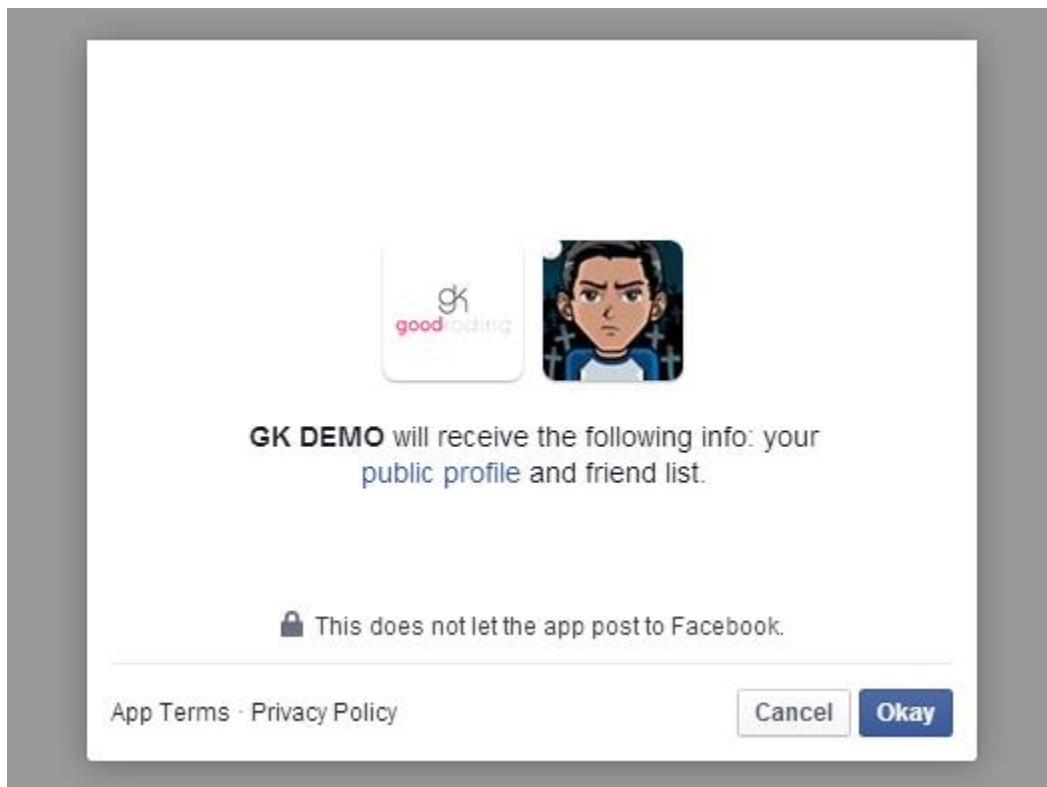 gk
goodkoding
GK DEMO will receive the following info: your
public profile and friend list.
This does not let the app post to Facebook.
App Terms · Privacy Policy
Cancel
Okay